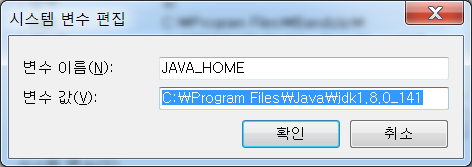 시스템 변수 편집
변수 이름(N): JAVA_HOME
변수 값(V): C:₩Program Files₩Java₩jdk1.8.0_141
확인 취소